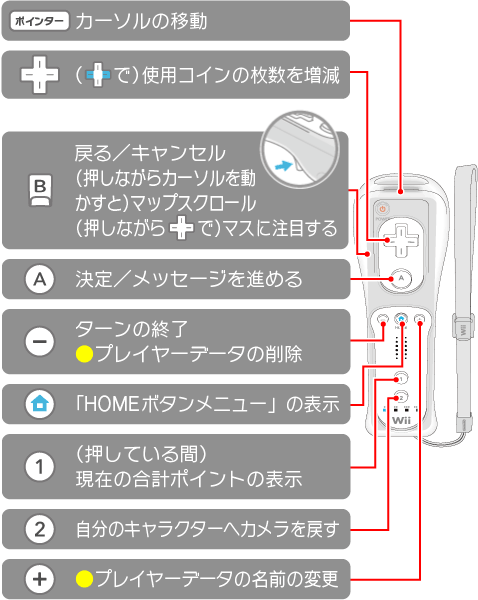 ポインター カーソルの移動
(で)使用コインの枚数を増減
B 戻る／キャンセル
(押しながらカーソルを動
かすと)マップスクロール
(押しながらで)マスに注目する
A 決定／メッセージを進める
− ターンの終了
プレイヤーデータの削除
「HOMEボタンメニュー」の表示
1 (押している間)
現在の合計ポイントの表示
2 自分のキャラクターへカメラを戻す
+ プレイヤーデータの名前の変更
A
HOME
1
2
Wii
Wii